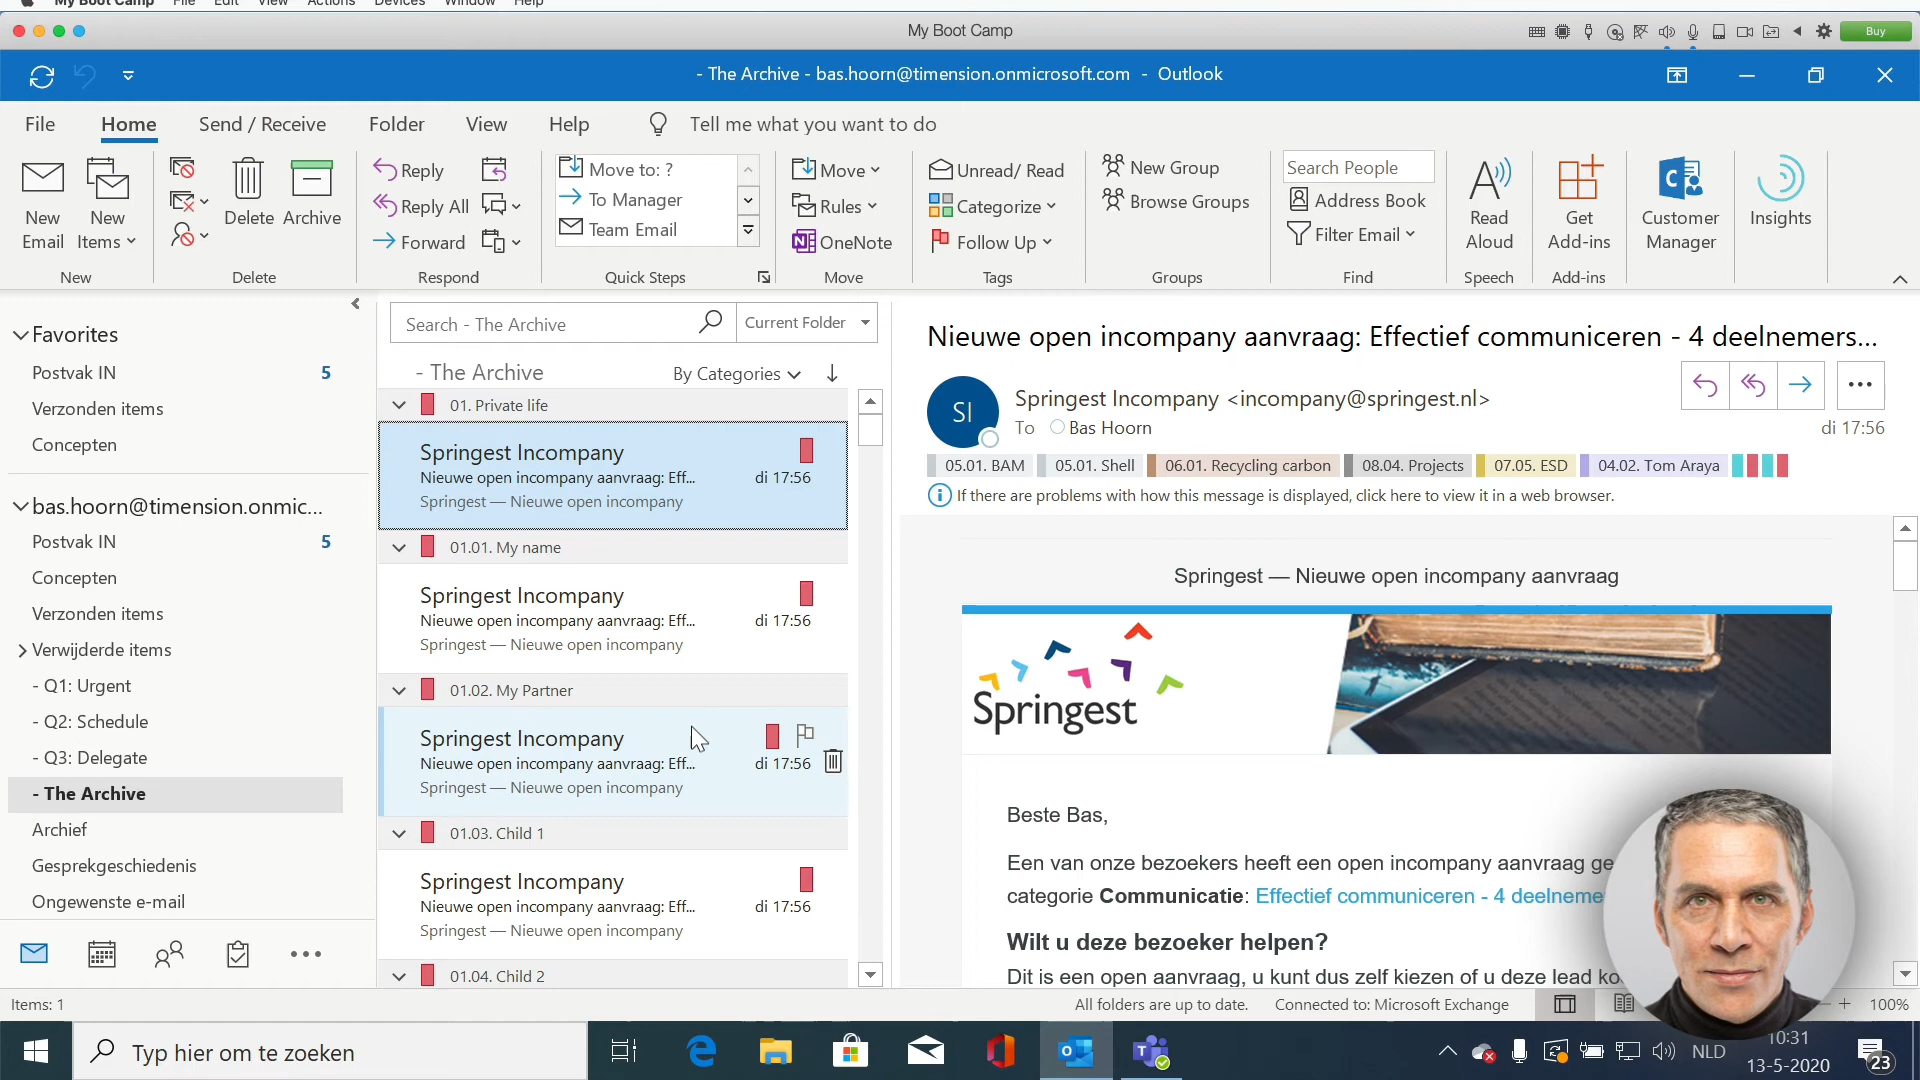 My Boot Camp File Edit View Actions Devices Window Help
My Boot Camp
Buy
- The Archive - bas.hoorn@timension.onmicrosoft.com - Outlook
File Home Send / Receive Folder View Help Tell me what you want to do
New Email
New Items
Delete
Archive
Reply
Reply All
Forward
Move to: ?
To Manager
Team Email
Move
Rules
OneNote
Unread/ Read
Categorize
Follow Up
New Group
Browse Groups
Search People
Address Book
Filter Email
Read Aloud
Get Add-ins
Customer Manager
Insights
New Delete Respond Quick Steps Move Tags Groups Find Speech Add-ins
Favorites
Postvak IN 5
Verzonden items
Concepten
bas.hoorn@timension.onmic...
Postvak IN 5
Concepten
Verzonden items
Verwijderde items
- Q1: Urgent
- Q2: Schedule
- Q3: Delegate
- The Archive
Archief
Gesprekgeschiedenis
Ongewenste e-mail
Search - The Archive
Current Folder
- The Archive By Categories
01. Private life
Springest Incompany
Nieuwe open incompany aanvraag: Eff... di 17:56
Springest — Nieuwe open incompany
01.01. My name
Springest Incompany
Nieuwe open incompany aanvraag: Eff... di 17:56
Springest — Nieuwe open incompany
01.02. My Partner
Springest Incompany
Nieuwe open incompany aanvraag: Eff... di 17:56
Springest — Nieuwe open incompany
01.03. Child 1
Springest Incompany
Nieuwe open incompany aanvraag: Eff... di 17:56
Springest — Nieuwe open incompany
01.04. Child 2
Nieuwe open incompany aanvraag: Effectief communiceren - 4 deelnemers...
SI
Springest Incompany <incompany@springest.nl>
To Bas Hoorn di 17:56
05.01. BAM 05.01. Shell 06.01. Recycling carbon 08.04. Projects 07.05. ESD 04.02. Tom Araya
If there are problems with how this message is displayed, click here to view it in a web browser.
Springest — Nieuwe open incompany aanvraag
Springest
Beste Bas,
Een van onze bezoekers heeft een open incompany aanvraag ge
categorie Communicatie: Effectief communiceren - 4 deelneme
Wilt u deze bezoeker helpen?
Dit is een open aanvraag, u kunt dus zelf kiezen of u deze lead ko
Items: 1 All folders are up to date. Connected to: Microsoft Exchange 100%
Typ hier om te zoeken
NLD
10:31
13-5-2020
23